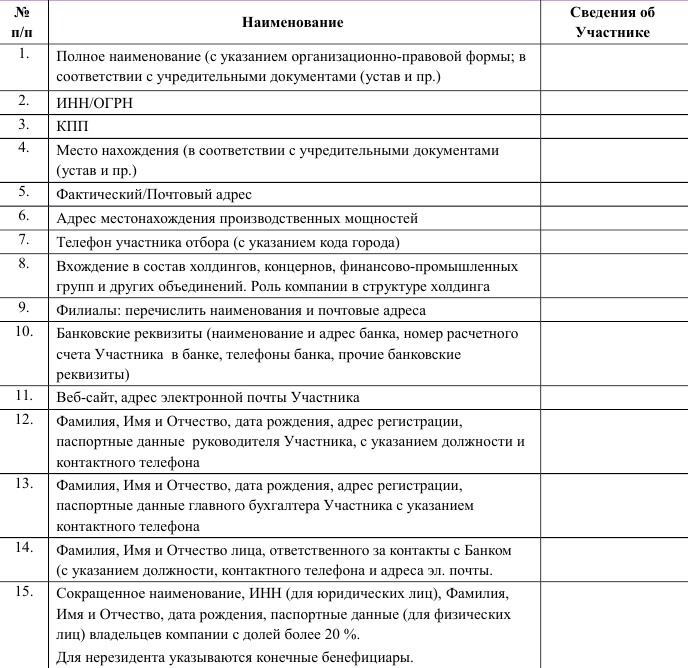 №
п/п
Наименование
Сведения об
Участнике
1.
Полное наименование (с указанием организационно-правовой формы; в
соответствии с учредительными документами (устав и пр.)
2.
ИНН/ОГРН
3.
КПП
4.
Место нахождения (в соответствии с учредительными документами
(устав и пр.)
5.
Фактический/Почтовый адрес
6.
Адрес местонахождения производственных мощностей
7.
Телефон участника отбора (с указанием кода города)
8.
Вхождение в состав холдингов, концернов, финансово-промышленных
групп и других объединений. Роль компании в структуре холдинга
9.
Филиалы: перечислить наименования и почтовые адреса
10.
Банковские реквизиты (наименование и адрес банка, номер расчетного
счета Участника  в банке, телефоны банка, прочие банковские
реквизиты)
11.
Веб-сайт, адрес электронной почты Участника
12.
Фамилия, Имя и Отчество, дата рождения, адрес регистрации,
паспортные данные  руководителя Участника, с указанием должности и
контактного телефона
13.
Фамилия, Имя и Отчество, дата рождения, адрес регистрации,
паспортные данные главного бухгалтера Участника с указанием
контактного телефона
14.
Фамилия, Имя и Отчество лица, ответственного за контакты с Банком
(с указанием должности, контактного телефона и адреса эл. почты.
15.
Сокращенное наименование, ИНН (для юридических лиц), Фамилия,
Имя и Отчество, дата рождения, паспортные данные (для физических
лиц) владельцев компании с долей более 20 %.
Для нерезидента указываются конечные бенефициары.